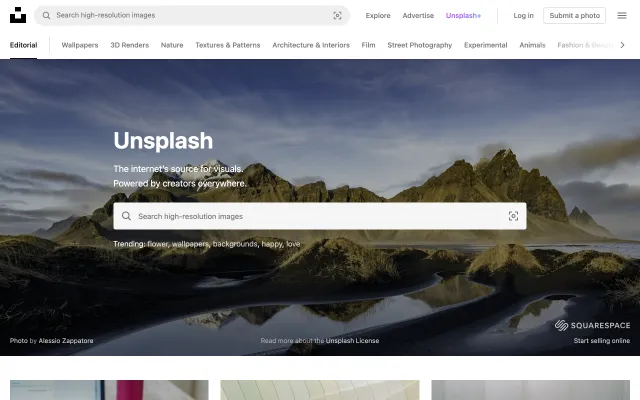 Search high-resolution images
Explore Advertise Unsplash+ Log in Submit a photo
Editorial Wallpapers 3D Renders Nature Textures & Patterns Architecture & Interiors Film Street Photography Experimental Animals Fashion & Beauty
Unsplash
The internet's source for visuals.
Powered by creators everywhere.
Search high-resolution images
Trending: flower, wallpapers, backgrounds, happy, love
SQUARESPACE
Photo by Alessio Zappatore Read more about the Unsplash License Start selling online